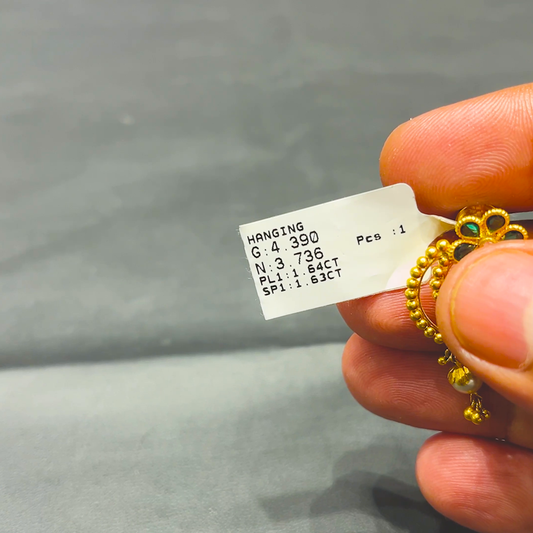 HANGING
G:4.390 Pcs :1
N:3.736
PL1:1.64CT
SP1:1.63CT